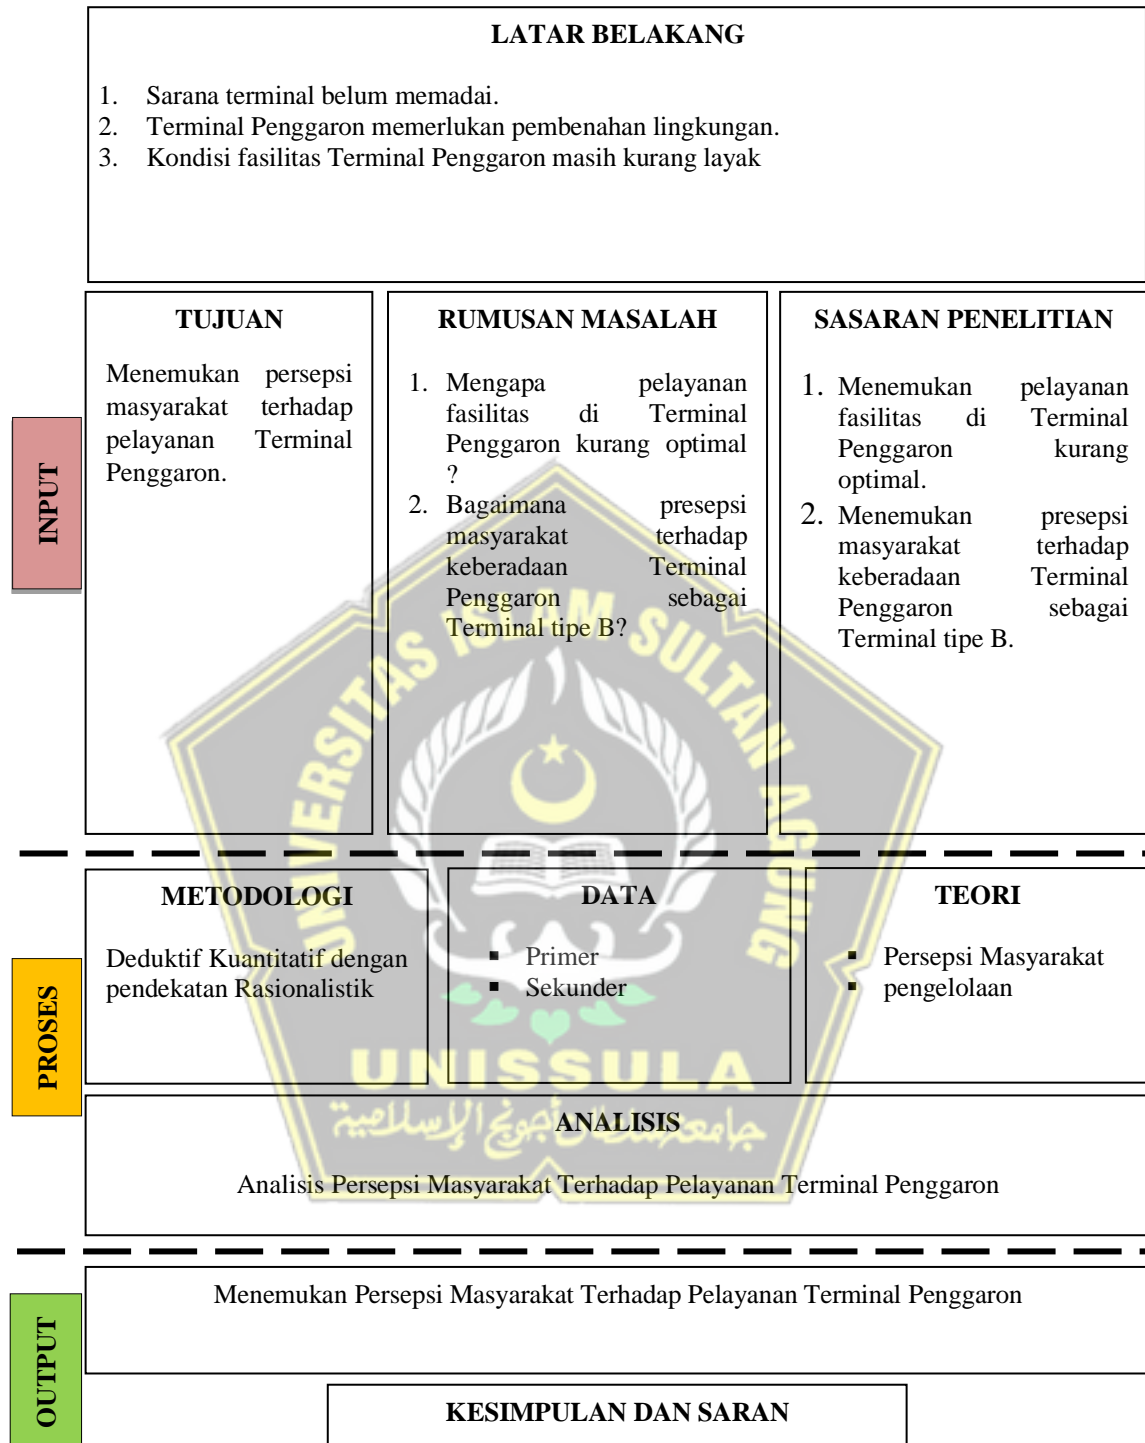 LATAR BELAKANG
1. Sarana terminal belum memadai.
2. Terminal Penggaron memerlukan pembenahan lingkungan.
3. Kondisi fasilitas Terminal Penggaron masih kurang layak
INPUT
TUJUAN
Menemukan persepsi
masyarakat terhadap
pelayanan Terminal
Penggaron.
RUMUSAN MASALAH
1. Mengapa pelayanan
fasilitas di Terminal
Penggaron kurang optimal
?
2. Bagaimana presepsi
masyarakat terhadap
keberadaan Terminal
Penggaron sebagai
Terminal tipe B?
SASARAN PENELITIAN
1. Menemukan pelayanan
fasilitas di Terminal
Penggaron kurang
optimal.
2. Menemukan presepsi
masyarakat terhadap
keberadaan Terminal
Penggaron sebagai
Terminal tipe B.
UNIVERSITAS ISLAM SULTAN AGUNG
PROSES
METODOLOGI
Deduktif Kuantitatif dengan
pendekatan Rasionalistik
DATA
▪ Primer
▪ Sekunder
TEORI
▪ Persepsi Masyarakat
▪ pengelolaan
UNISSULA
جامعة سلطان أجونج الإسلامية
ANALISIS
Analisis Persepsi Masyarakat Terhadap Pelayanan Terminal Penggaron
OUTPUT
Menemukan Persepsi Masyarakat Terhadap Pelayanan Terminal Penggaron
KESIMPULAN DAN SARAN